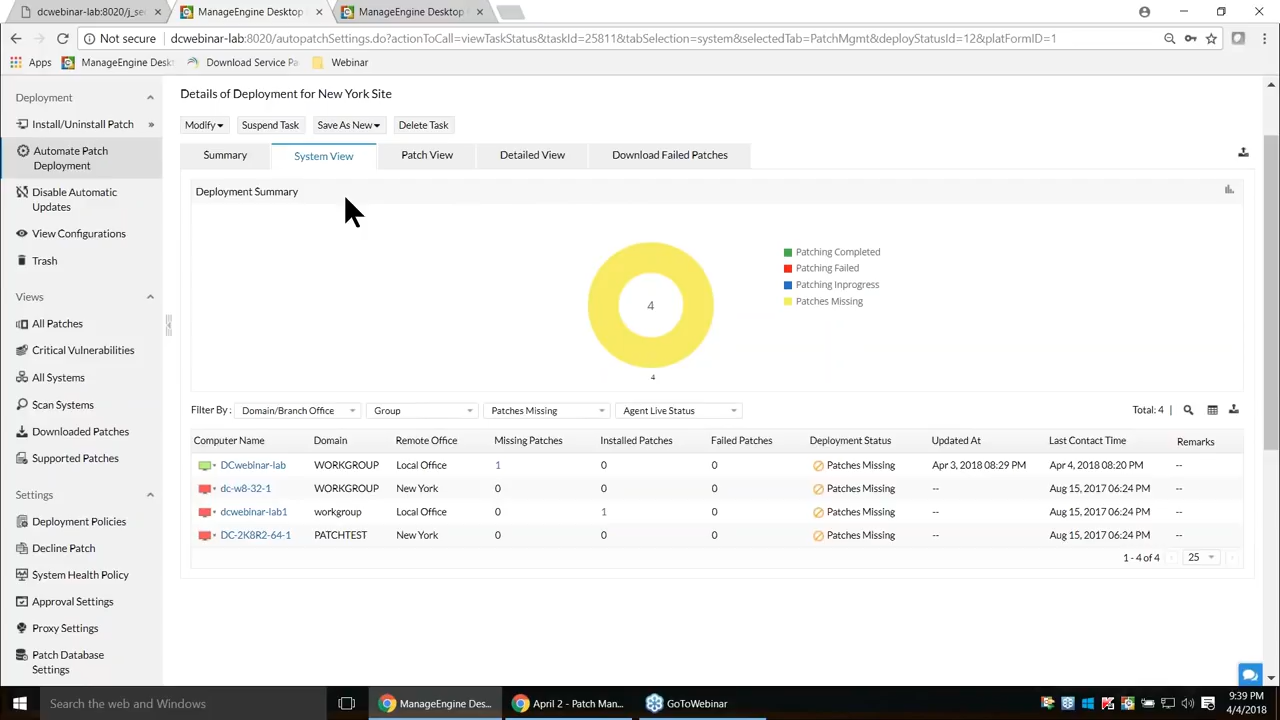 dcwebinar-lab:8020/j_se
ManageEngine Desktop
ManageEngine Desktop
Not secure
dcwebinar-lab:8020/autopatchSettings.do?actionToCall=viewTaskStatus&taskId=25811&tabSelection=system&selectedTab=PatchMgmt&deployStatusId=12&platFormID=1
Apps
ManageEngine Desk
Download Service Pa
Webinar
Deployment
Install/Uninstall Patch
Automate Patch
Deployment
Disable Automatic
Updates
View Configurations
Trash
Views
All Patches
Critical Vulnerabilities
All Systems
Scan Systems
Downloaded Patches
Supported Patches
Settings
Deployment Policies
Decline Patch
System Health Policy
Approval Settings
Proxy Settings
Patch Database
Settings
Details of Deployment for New York Site
Modify Suspend Task Save As New Delete Task
Summary System View Patch View Detailed View Download Failed Patches
Deployment Summary
4
4
Patching Completed
Patching Failed
Patching Inprogress
Patches Missing
Filter By : Domain/Branch Office Group Patches Missing Agent Live Status Total: 4 |
Computer Name Domain Remote Office Missing Patches Installed Patches Failed Patches Deployment Status Updated At Last Contact Time Remarks
DCwebinar-lab WORKGROUP Local Office 1 0 0 Patches Missing Apr 3, 2018 08:29 PM Apr 4, 2018 08:20 PM --
dc-w8-32-1 WORKGROUP New York 0 0 0 Patches Missing -- Aug 15, 2017 06:24 PM --
dcwebinar-lab1 workgroup Local Office 0 1 0 Patches Missing -- Aug 15, 2017 06:24 PM --
DC-2K8R2-64-1 PATCHTEST New York 0 0 0 Patches Missing -- Aug 15, 2017 06:24 PM --
1 - 4 of 4 25
Search the web and Windows
ManageEngine Des...
April 2 - Patch Man...
GoToWebinar
9:39 PM
4/4/2018